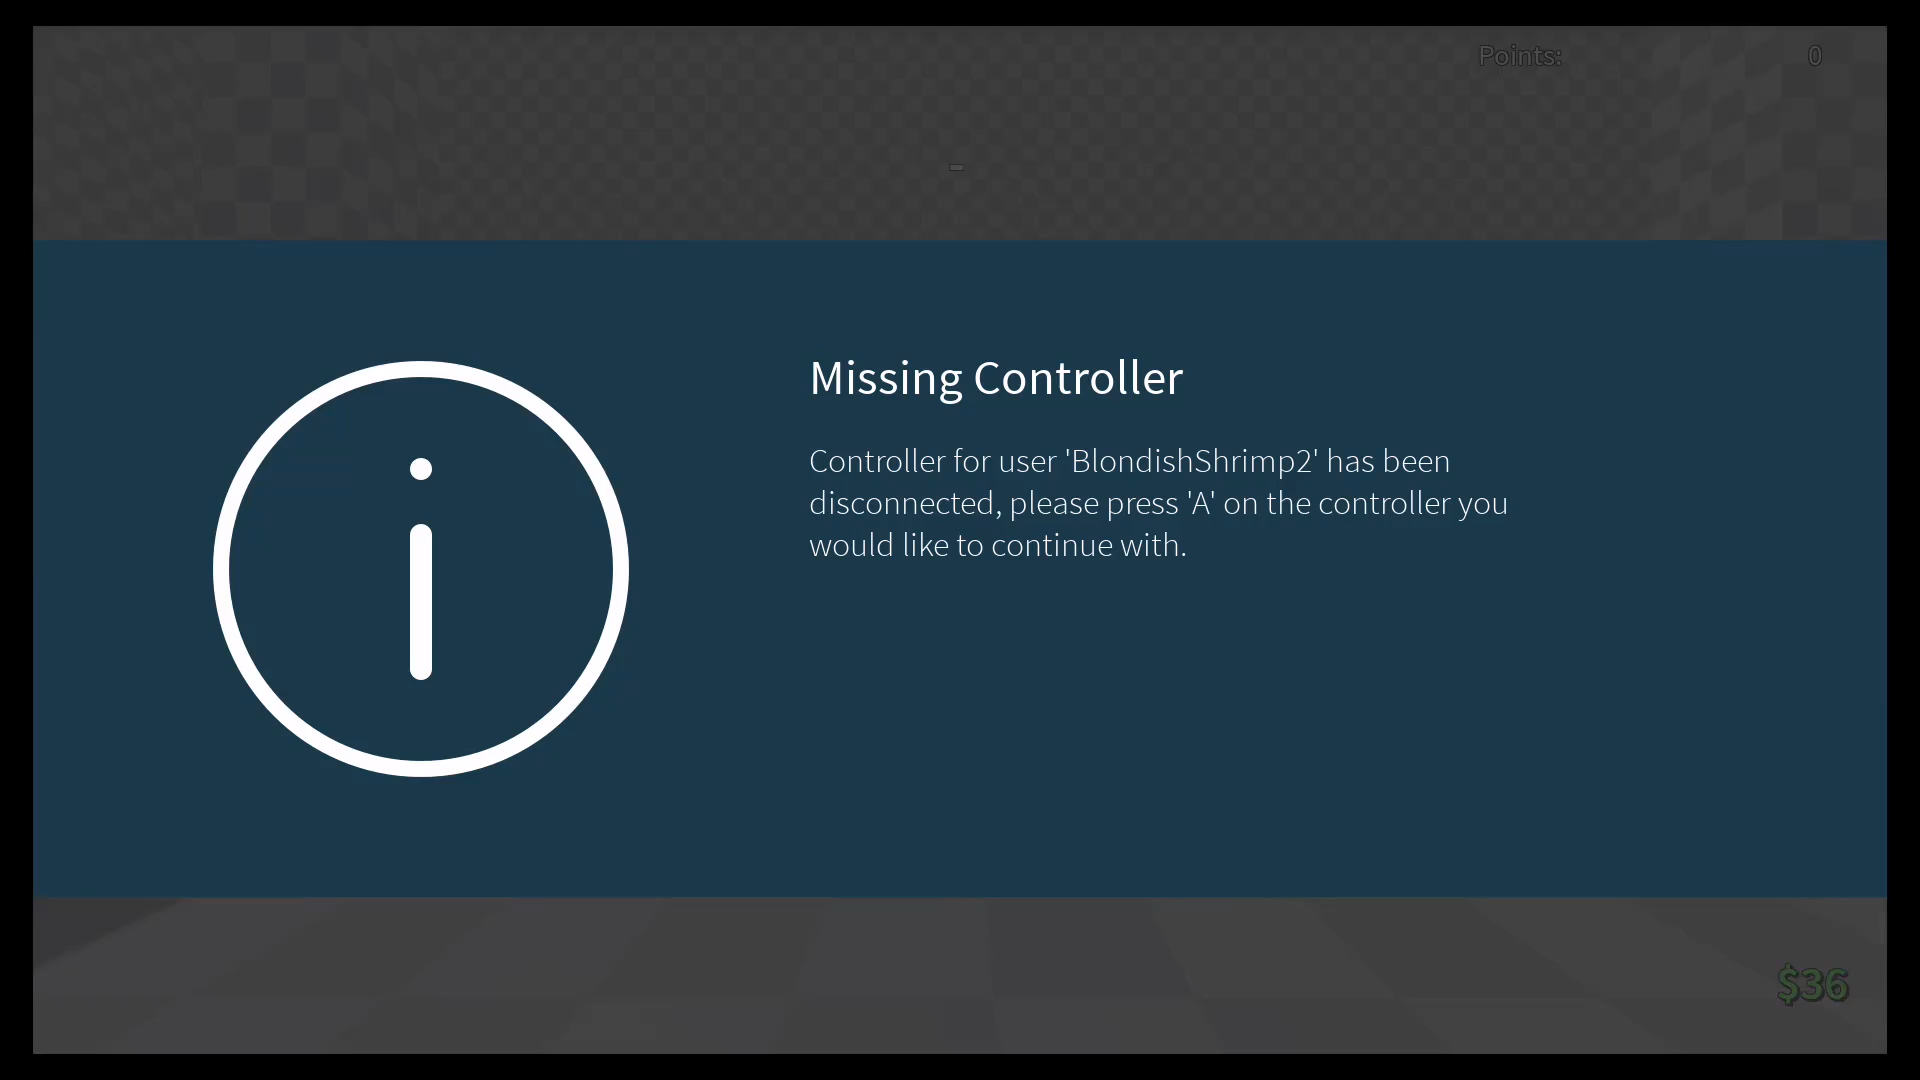 Points: 0
-
Missing Controller
Controller for user 'BlondishShrimp2' has been
disconnected, please press 'A' on the controller you
would like to continue with.
$36